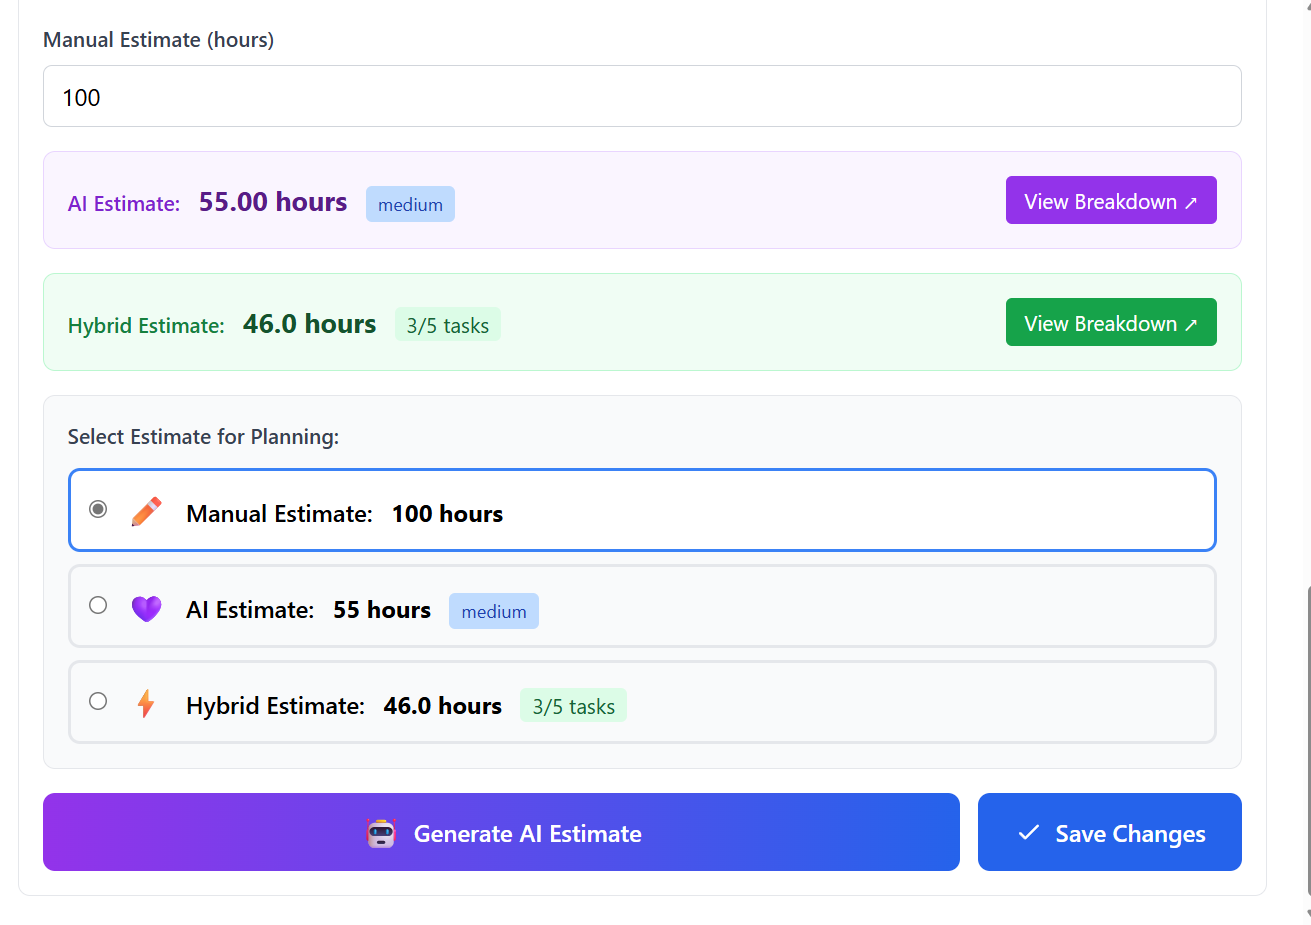 Manual Estimate (hours)
100
AI Estimate: 55.00 hours medium View Breakdown ↗
Hybrid Estimate: 46.0 hours 3/5 tasks View Breakdown ↗
Select Estimate for Planning:
Manual Estimate: 100 hours
AI Estimate: 55 hours medium
Hybrid Estimate: 46.0 hours 3/5 tasks
Generate AI Estimate ✓ Save Changes